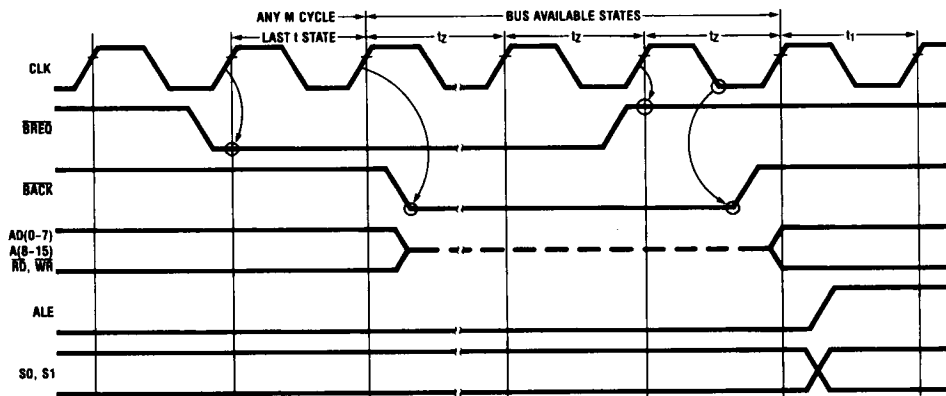 ANY M CYCLE
BUS AVAILABLE STATES
LAST t STATE
tz
tz
tz
t1
CLK
BREQ
BACK
AD(0-7)
A(8-15)
RD, WR
ALE
S0, S1